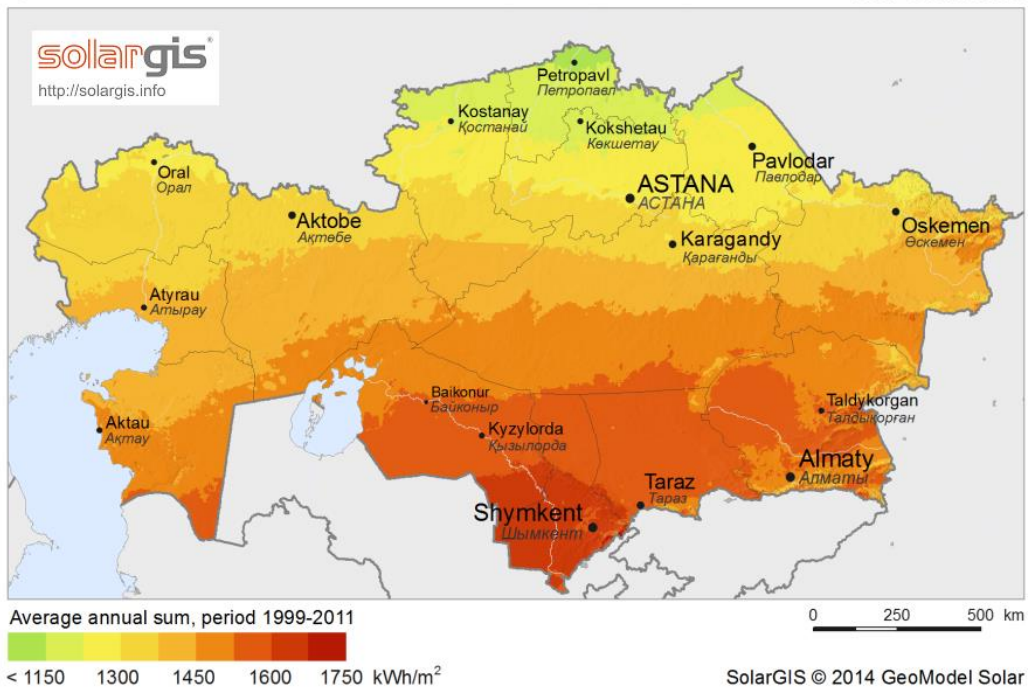 solargis
http://solargis.info
Petropavl
Петропавл
Kostanay
Қостанай
Kokshetau
Көкшетау
Pavlodar
Павлодар
Oral
Орал
ASTANA
АСТАНА
Aktobe
Ақтөбе
Oskemen
Өскемен
Karagandy
Қарағанды
Atyrau
Атырау
Baikonur
Байконыр
Taldykorgan
Талдықорған
Aktau
Ақтау
Kyzylorda
Қызылорда
Almaty
Алматы
Taraz
Тараз
Shymkent
Шымкент
Average annual sum, period 1999-2011
0 250 500 km
< 1150 1300 1450 1600 1750 kWh/m²
SolarGIS © 2014 GeoModel Solar